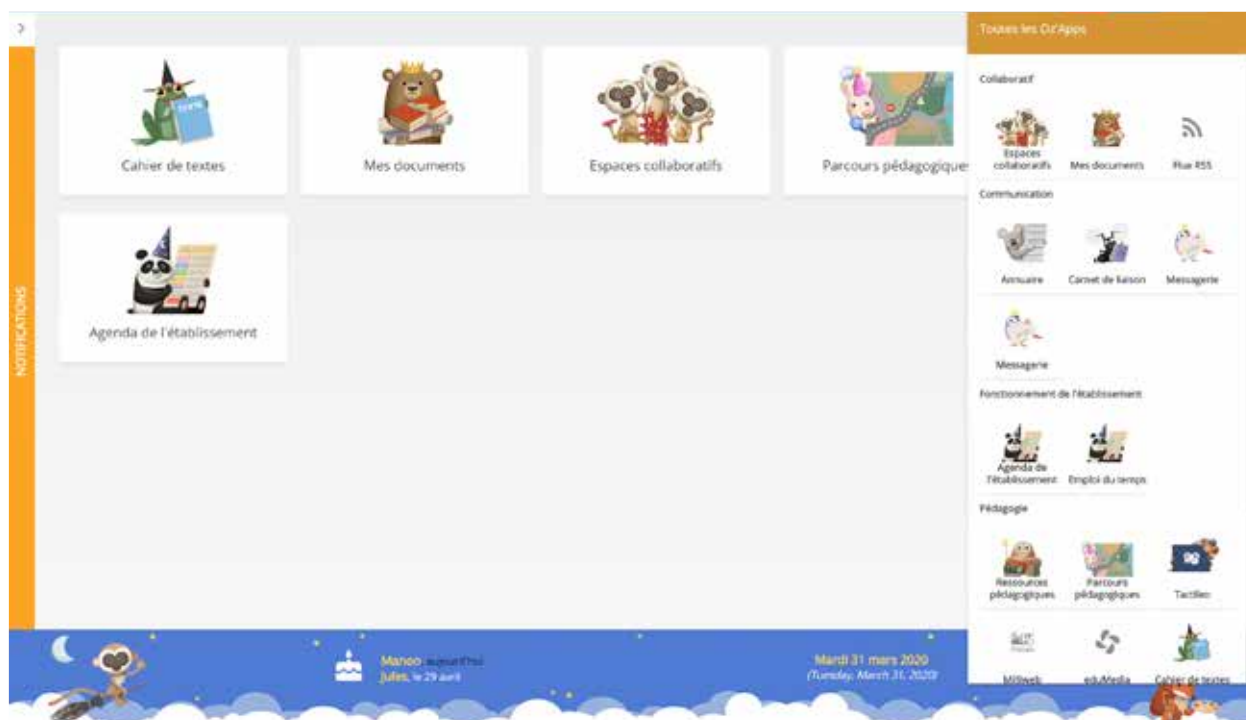 NOTIFICATIONS
Cahier de textes
Mes documents
Espaces collaboratifs
Parcours pédagogique
Agenda de l'établissement
Toutes les Oz'Apps
Collaboratif
Espaces
collaboratifs
Mes documents
Flux RSS
Communication
Annuaire
Carnet de liaison
Messagerie
Messagerie
Fonctionnement de l'établissement
Agenda de
l'établissement
Emploi du temps
Pédagogie
Ressources
pédagogiques
Parcours
pédagogiques
Tactileo
eduMedia
Cahier de textes
aujourd'hui
Jules, le 29 avril
Mardi 31 mars 2020
(Tuesday, March 31, 2020)